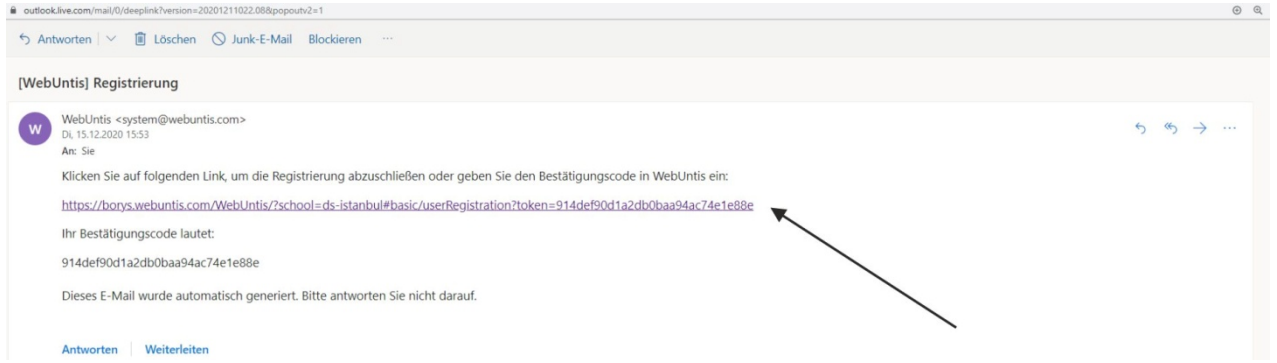 outlook.live.com/mail/0/deeplink?version=20201211022.08&popoutv2=1
Antworten Löschen Junk-E-Mail Blockieren ...
[WebUntis] Registrierung
W
WebUntis <system@webuntis.com>
Di, 15.12.2020 15:53
An: Sie
Klicken Sie auf folgenden Link, um die Registrierung abzuschließen oder geben Sie den Bestätigungscode in WebUntis ein:
https://borys.webuntis.com/WebUntis/?school=ds-istanbul#basic/userRegistration?token=914def90d1a2db0baa94ac74e1e88e
Ihr Bestätigungscode lautet:
914def90d1a2db0baa94ac74e1e88e
Dieses E-Mail wurde automatisch generiert. Bitte antworten Sie nicht darauf.
Antworten Weiterleiten